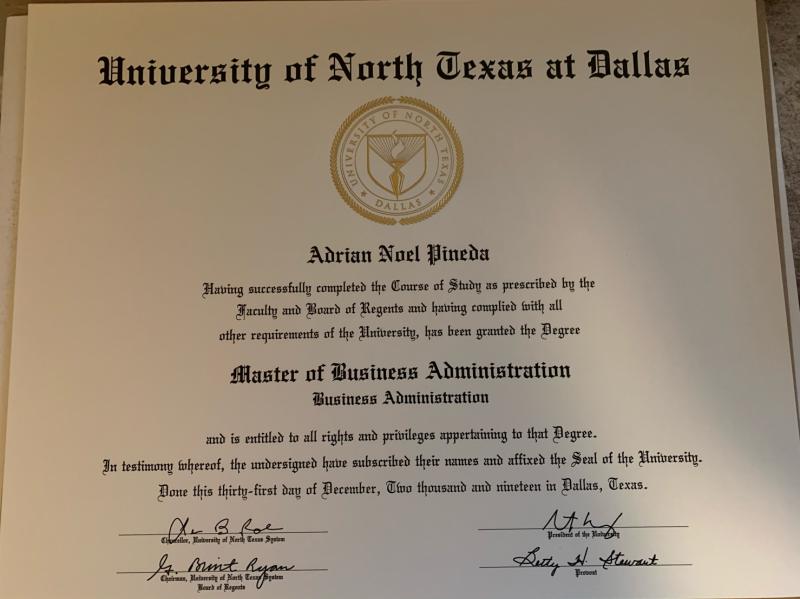 University of North Texas at Dallas
UNIVERSITY OF NORTH TEXAS
DALLAS
Adrian Noel Pineda
Having successfully completed the Course of Study as prescribed by the
Faculty and Board of Regents and having complied with all
other requirements of the University, has been granted the Degree
Master of Business Administration
Business Administration
and is entitled to all rights and privileges appertaining to that Degree.
In testimony whereof, the undersigned have subscribed their names and affixed the Seal of the University.
Done this thirty-first day of December, Two thousand and nineteen in Dallas, Texas.
Chancellor, University of North Texas System
President of the University
G. Brint Ryan
Betty H. Stewart
Chairman, University of North Texas System
Provost
Board of Regents